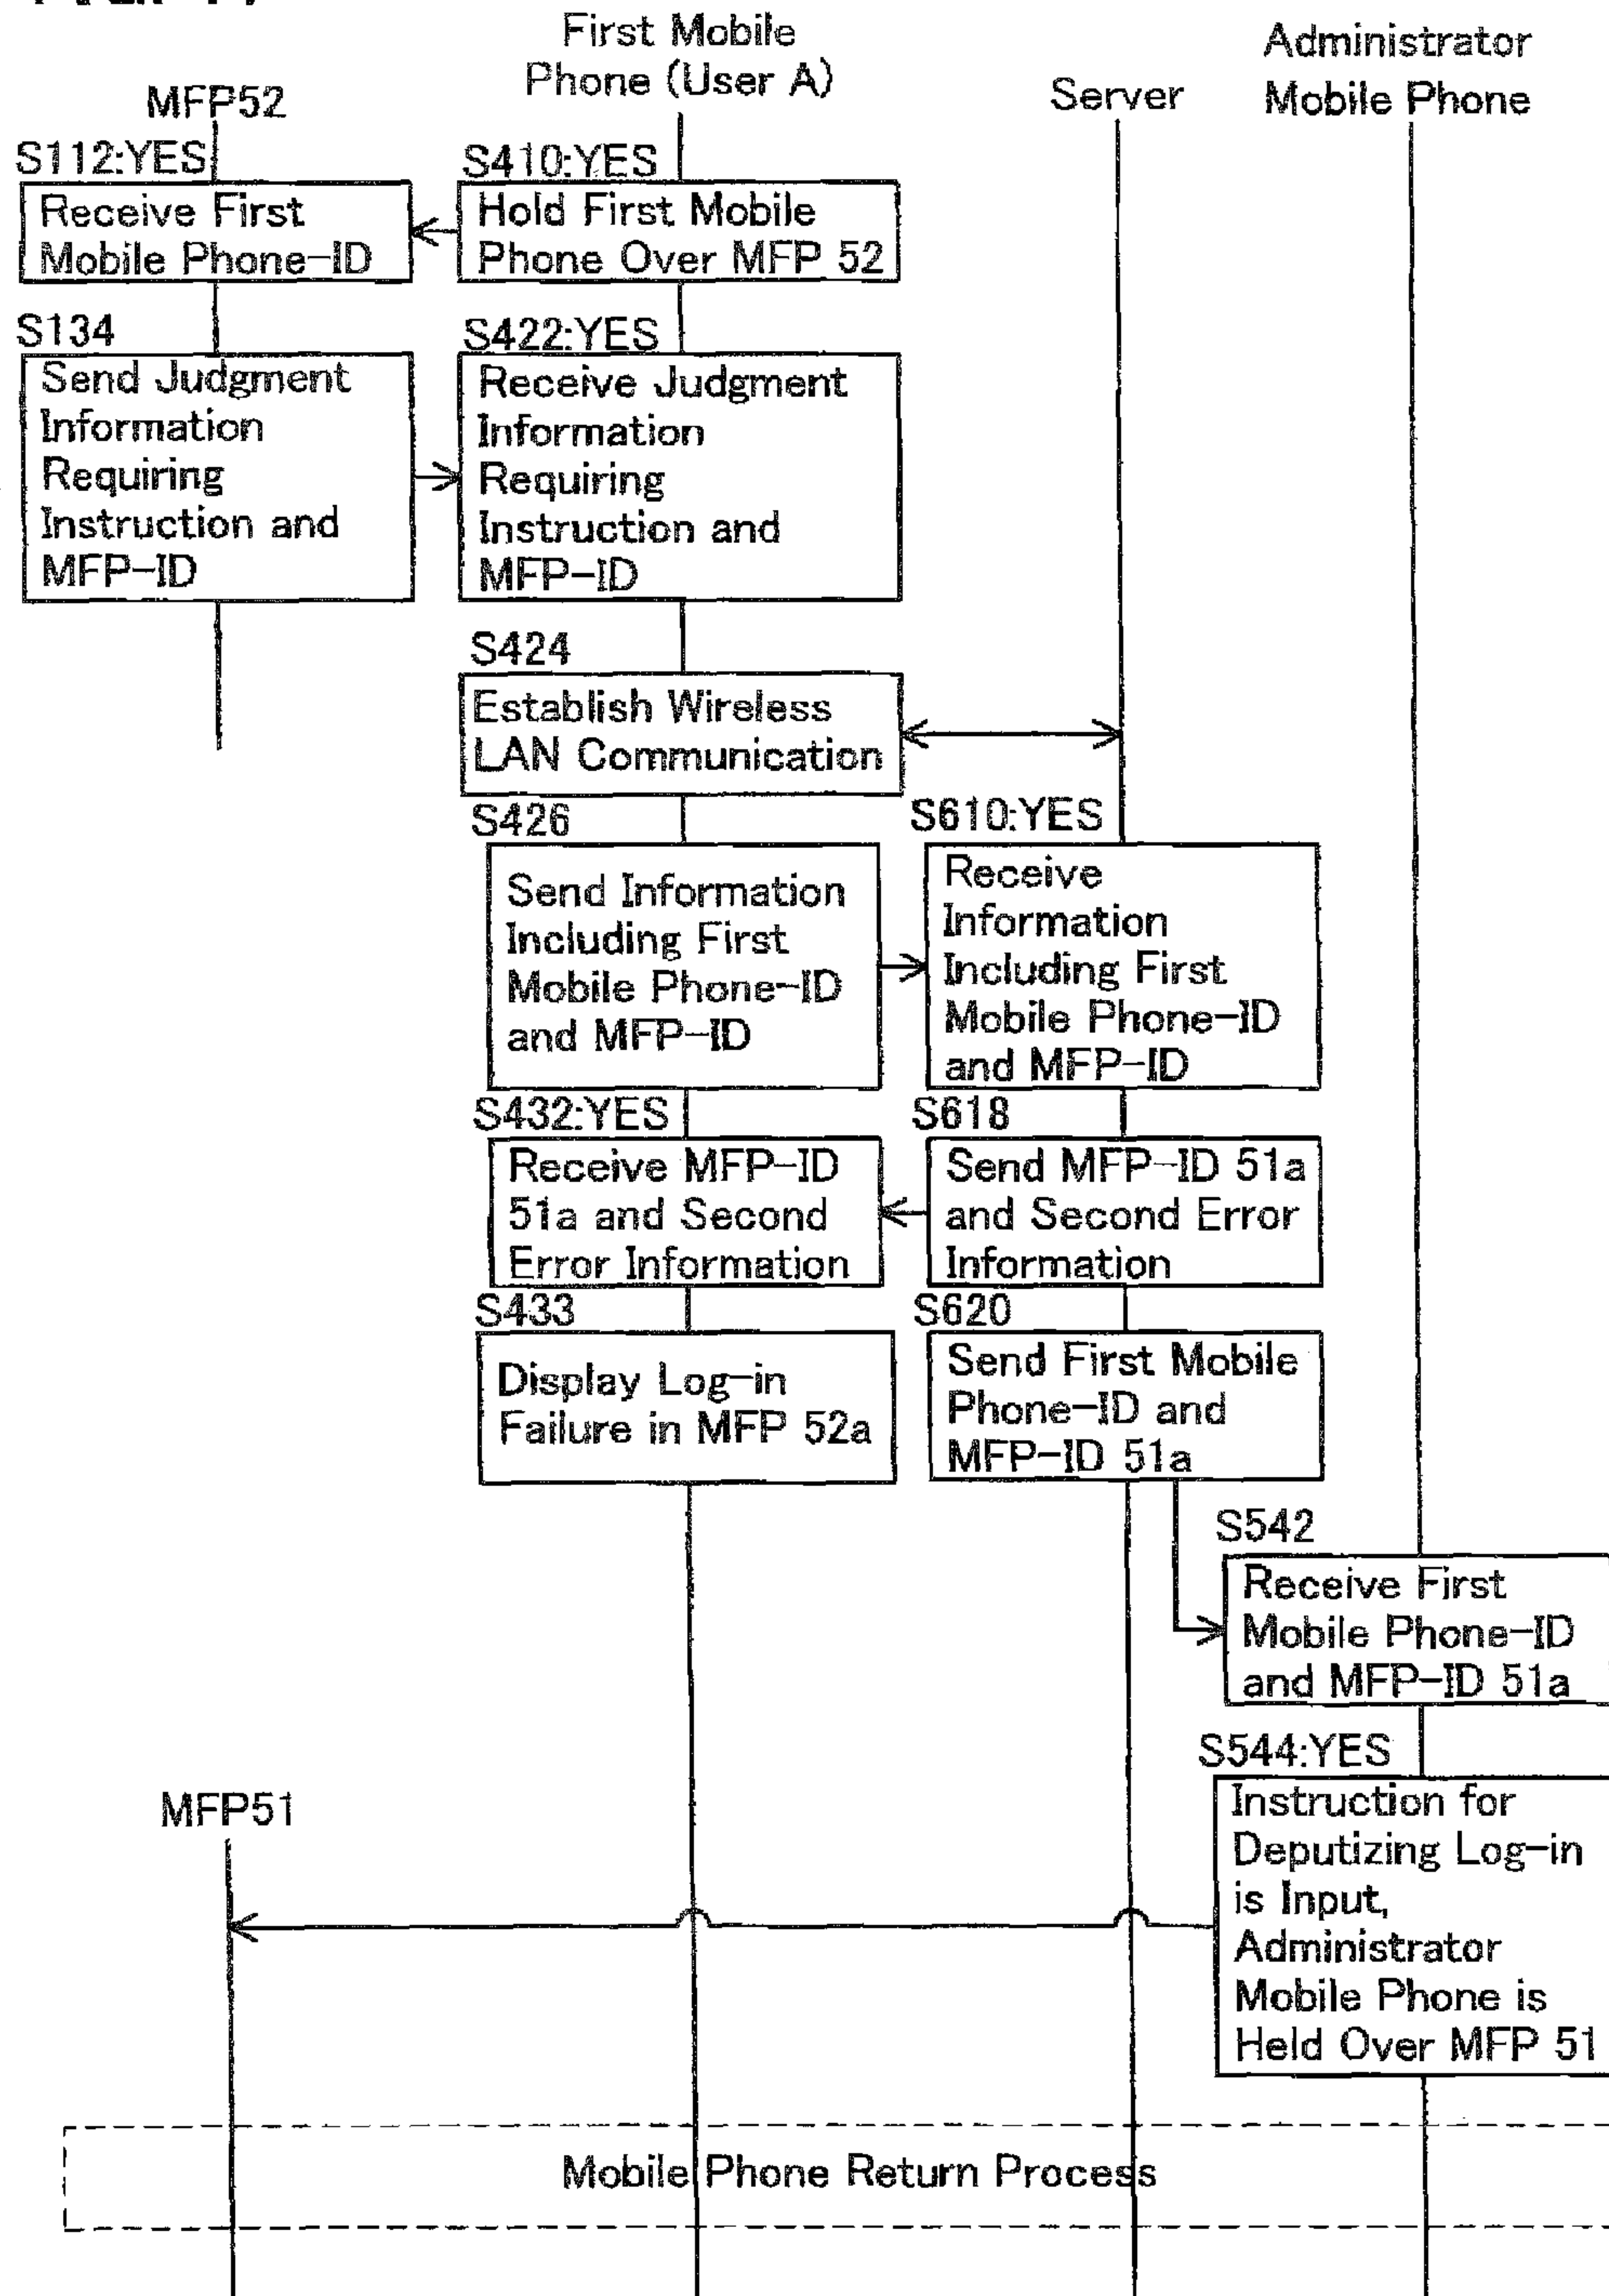 First Mobile
Phone (User A)
Administrator
Mobile Phone
MFP52
Server
S112:YES
Receive First
Mobile Phone-ID
S410:YES
Hold First Mobile
Phone Over MFP 52
S134
Send Judgment
Information
Requiring
Instruction and
MFP-ID
S422:YES
Receive Judgment
Information
Requiring
Instruction and
MFP-ID
S424
Establish Wireless
LAN Communication
S426
Send Information
Including First
Mobile Phone-ID
and MFP-ID
S610:YES
Receive
Information
Including First
Mobile Phone-ID
and MFP-ID
S432:YES
Receive MFP-ID
51a and Second
Error Information
S618
Send MFP-ID 51a
and Second Error
Information
S433
Display Log-in
Failure in MFP 52a
S620
Send First Mobile
Phone-ID and
MFP-ID 51a
S542
Receive First
Mobile Phone-ID
and MFP-ID 51a
S544:YES
Instruction for
Deputizing Log-in
is Input,
Administrator
Mobile Phone is
Held Over MFP 51
MFP51
Mobile Phone Return Process